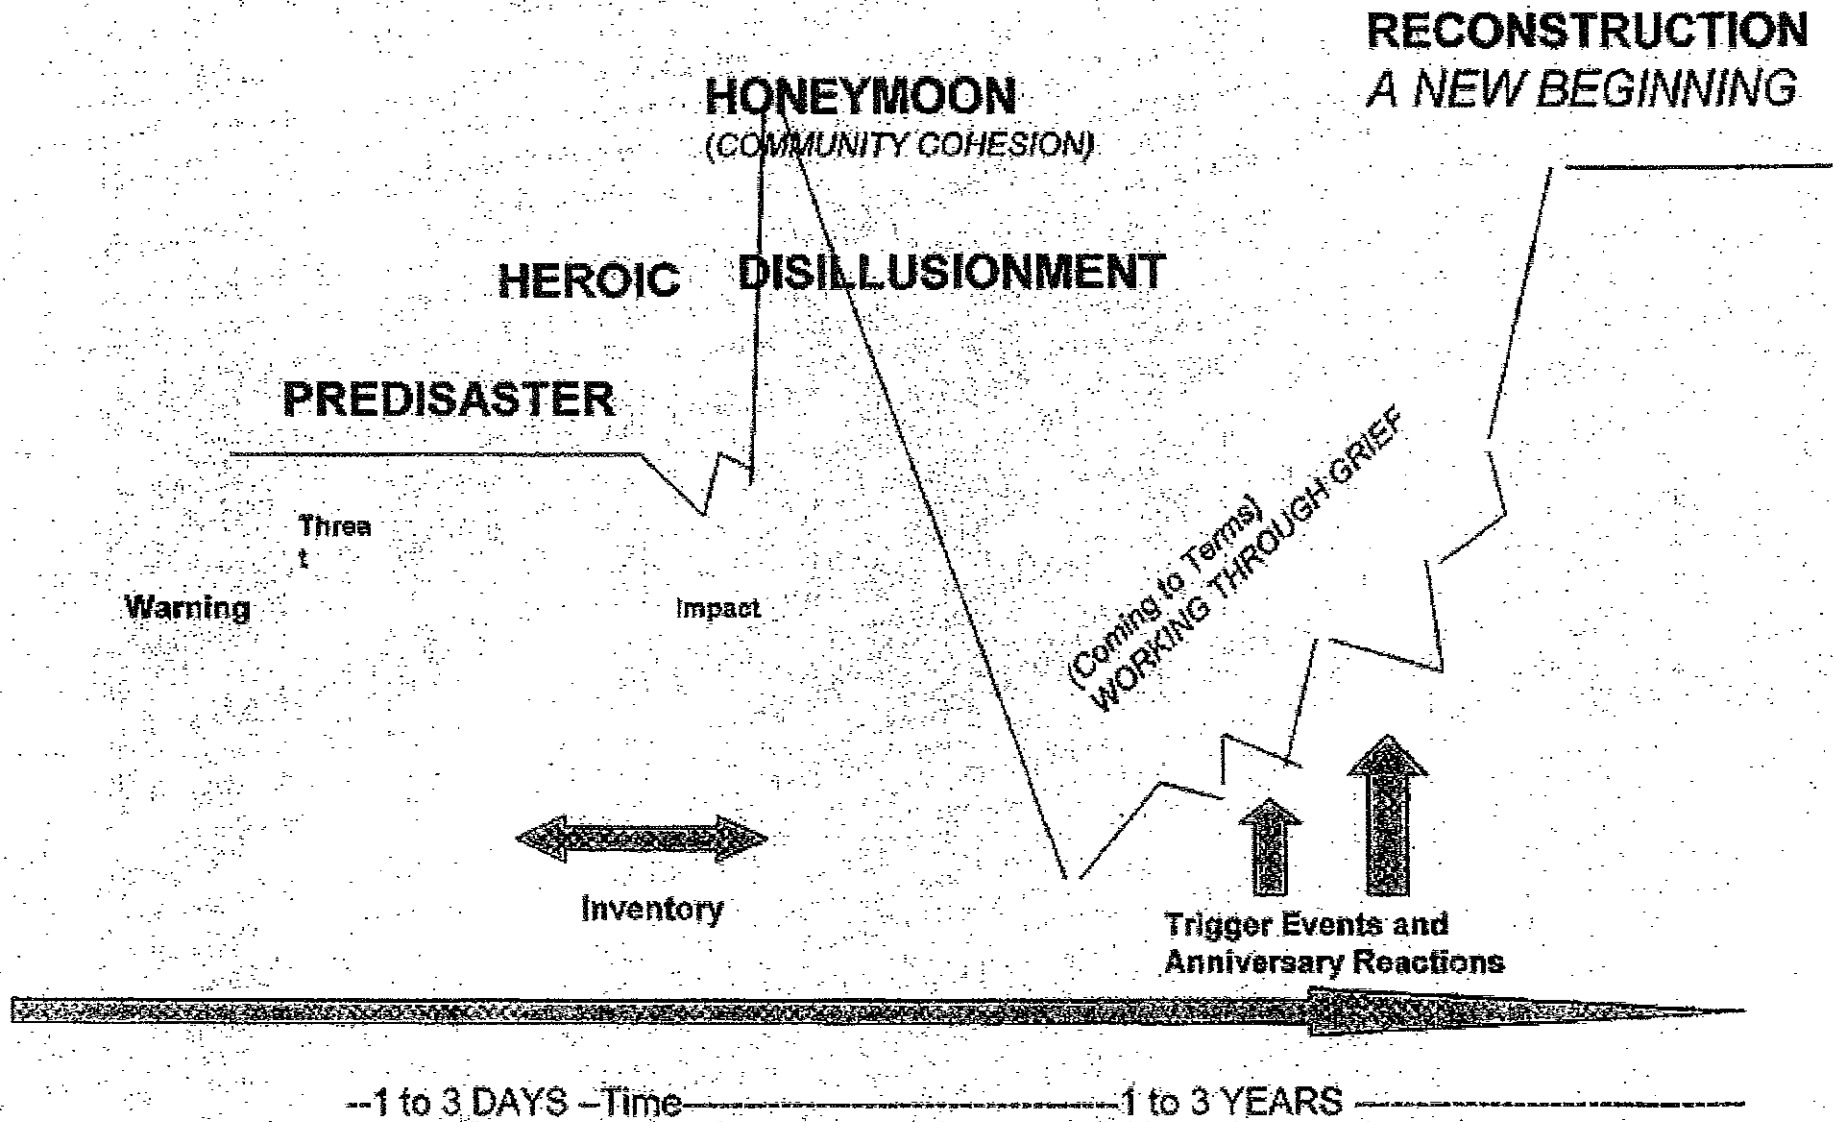 RECONSTRUCTION
A NEW BEGINNING
HONEYMOON
(COMMUNITY COHESION)
HEROIC
DISILLUSIONMENT
PREDISASTER
Threa
t
Warning
Impact
(Coming to Terms)
WORKING THROUGH GRIEF
Inventory
Trigger Events and
Anniversary Reactions
--1 to 3 DAYS –Time----------------------------------------1 to 3 YEARS ------------------------------------